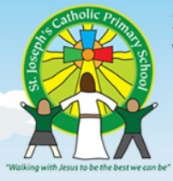 St Joseph's Catholic Primary School
"Walking with Jesus to be the best we can be"